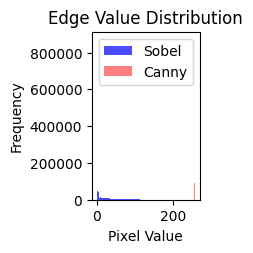 Edge Value Distribution
Sobel
Canny
Frequency
800000
600000
400000
200000
0
0 200
Pixel Value